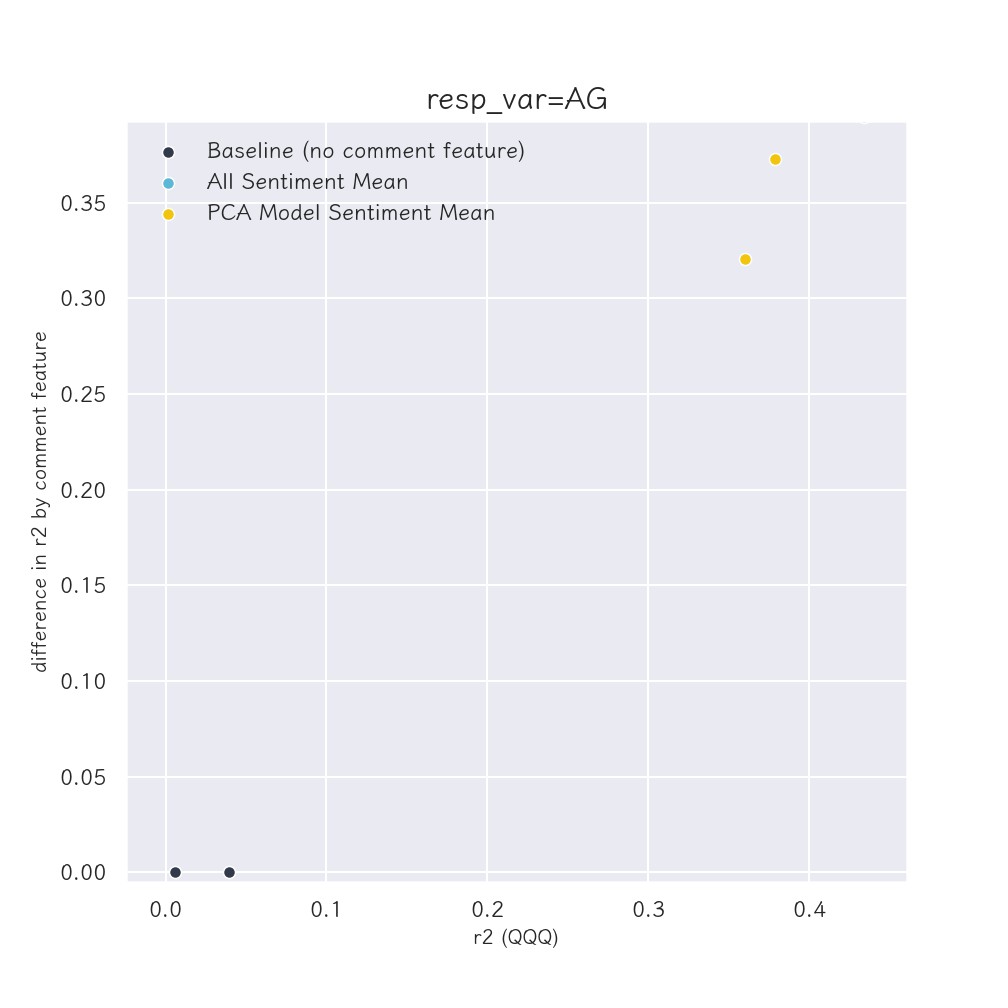 resp_var=AG
Baseline (no comment feature)
All Sentiment Mean
PCA Model Sentiment Mean
0.35
0.30
0.25
0.20
0.15
0.10
0.05
0.00
difference in r2 by comment feature
0.0 0.1 0.2 0.3 0.4
r2 (QQQ)